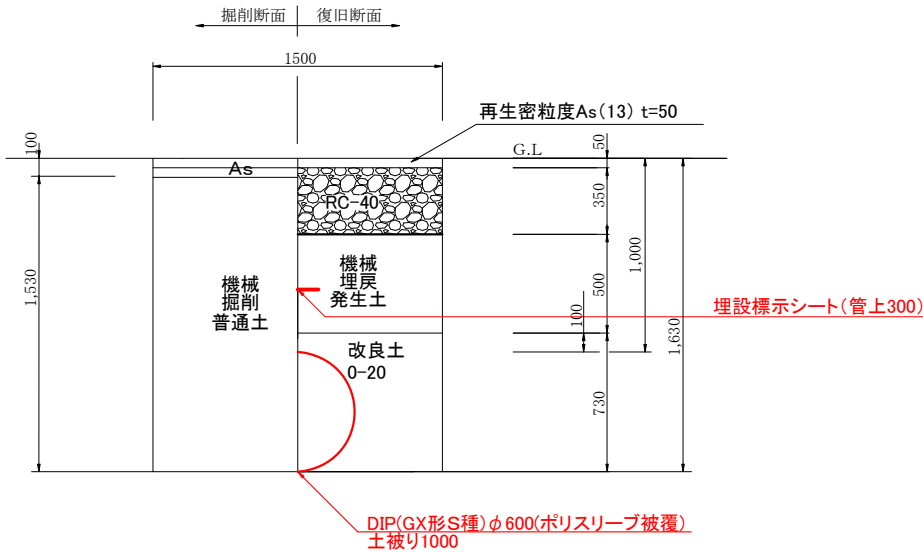 掘削断面
復旧断面
1500
再生密粒度As(13) t=50
G.L
100
As
50
RC-40
350
1,000
1,530
機械
掘削
普通土
機械
埋戻
発生土
500
100
埋設標示シート(管上300)
1,630
改良土
0-20
730
DIP(GX形S種)φ600(ポリスリーブ被覆)
土被り1000